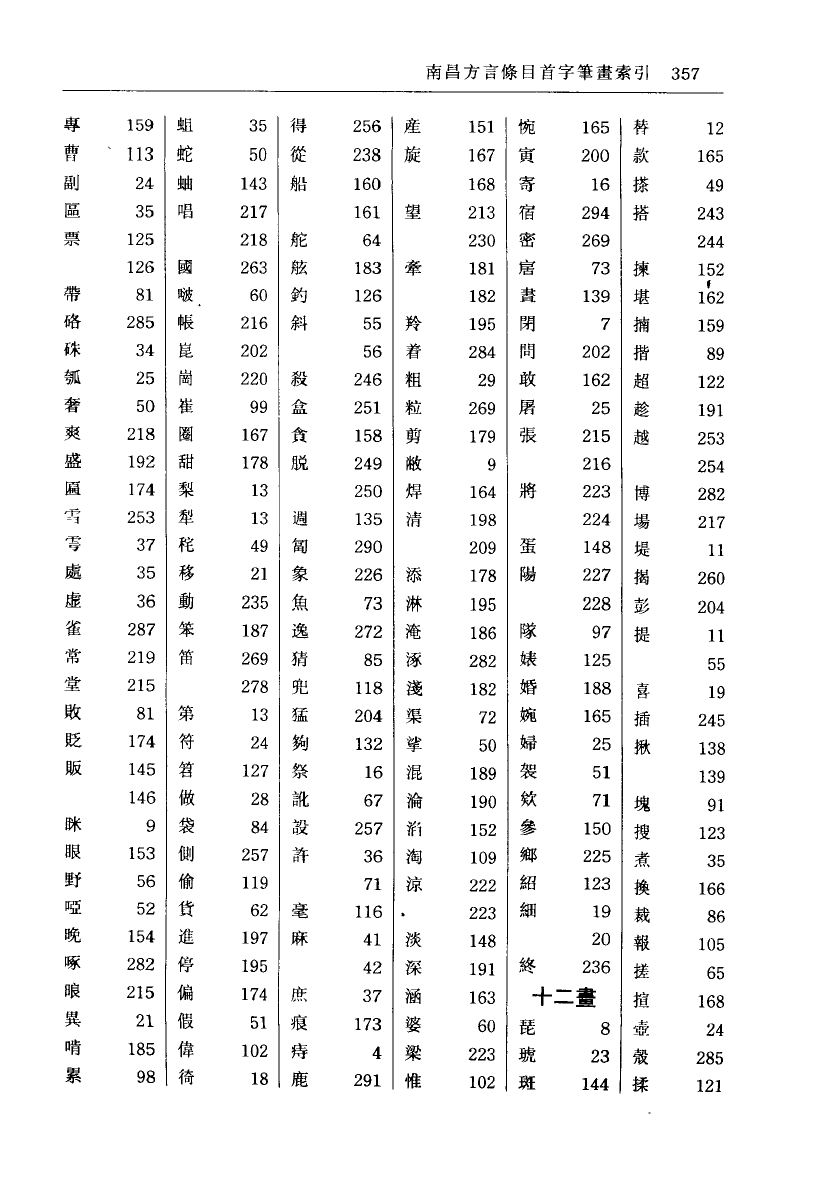 南昌方言條目首字筆畫索引 357
專 159
曹 113
副 24
區 35
票 125
126
帶 81
硌 285
硃 34
瓠 25
奢 50
爽 218
盛 192
匾 174
雪 253
雩 37
處 35
虛 36
雀 287
常 219
堂 215
敗 81
貶 174
販 145
146
眯 9
眼 153
野 56
啞 52
晚 154
啄 282
眼 215
異 21
啃 185
累 98
蛆 35
蛇 50
蚰 143
唱 217
218
國 263
啵 60
帳 216
崑 202
崗 220
崔 99
圈 167
甜 178
梨 13
犁 13
秺 49
移 21
動 235
笨 187
笛 269
278
第 13
符 24
笤 127
做 28
袋 84
側 257
偷 119
貨 62
進 197
停 195
偏 174
假 51
偉 102
徛 18
得 256
從 238
船 160
161
舵 64
舷 183
釣 126
斜 55
56
殺 246
盒 251
貪 158
脱 249
250
週 135
匐 290
象 226
魚 73
逸 272
猜 85
兜 118
猛 204
夠 132
祭 16
訛 67
設 257
許 36
71
毫 116
麻 41
42
庶 37
痕 173
痔 4
鹿 291
産 151
旋 167
168
望 213
230
牽 181
182
羚 195
着 284
粗 29
粒 269
剪 179
敝 9
焊 164
清 198
209
添 178
淋 195
淹 186
涿 282
淺 182
渠 72
挲 50
混 189
淪 190
淊 152
淘 109
涼 222
223
淡 148
深 191
涵 163
婆 60
梁 223
惟 102
惋 165
寅 200
寄 16
宿 294
密 269
窟 73
晝 139
閉 7
問 202
敢 162
屠 25
張 215
216
將 223
224
蛋 148
陽 227
228
隊 97
婊 125
婚 188
婉 165
婦 25
袈 51
欸 71
參 150
鄉 225
紹 123
細 19
20
終 236
十二畫
琵 8
琥 23
斑 144
替 12
款 165
搽 49
搭 243
244
揀 152
堪 162
揇 159
揩 89
超 122
趁 191
越 253
254
博 282
場 217
堤 11
揭 260
彭 204
提 11
55
喜 19
插 245
揪 138
139
塊 91
搜 123
煮 35
換 166
裁 86
報 105
搓 65
揎 168
壺 24
殼 285
揉 121